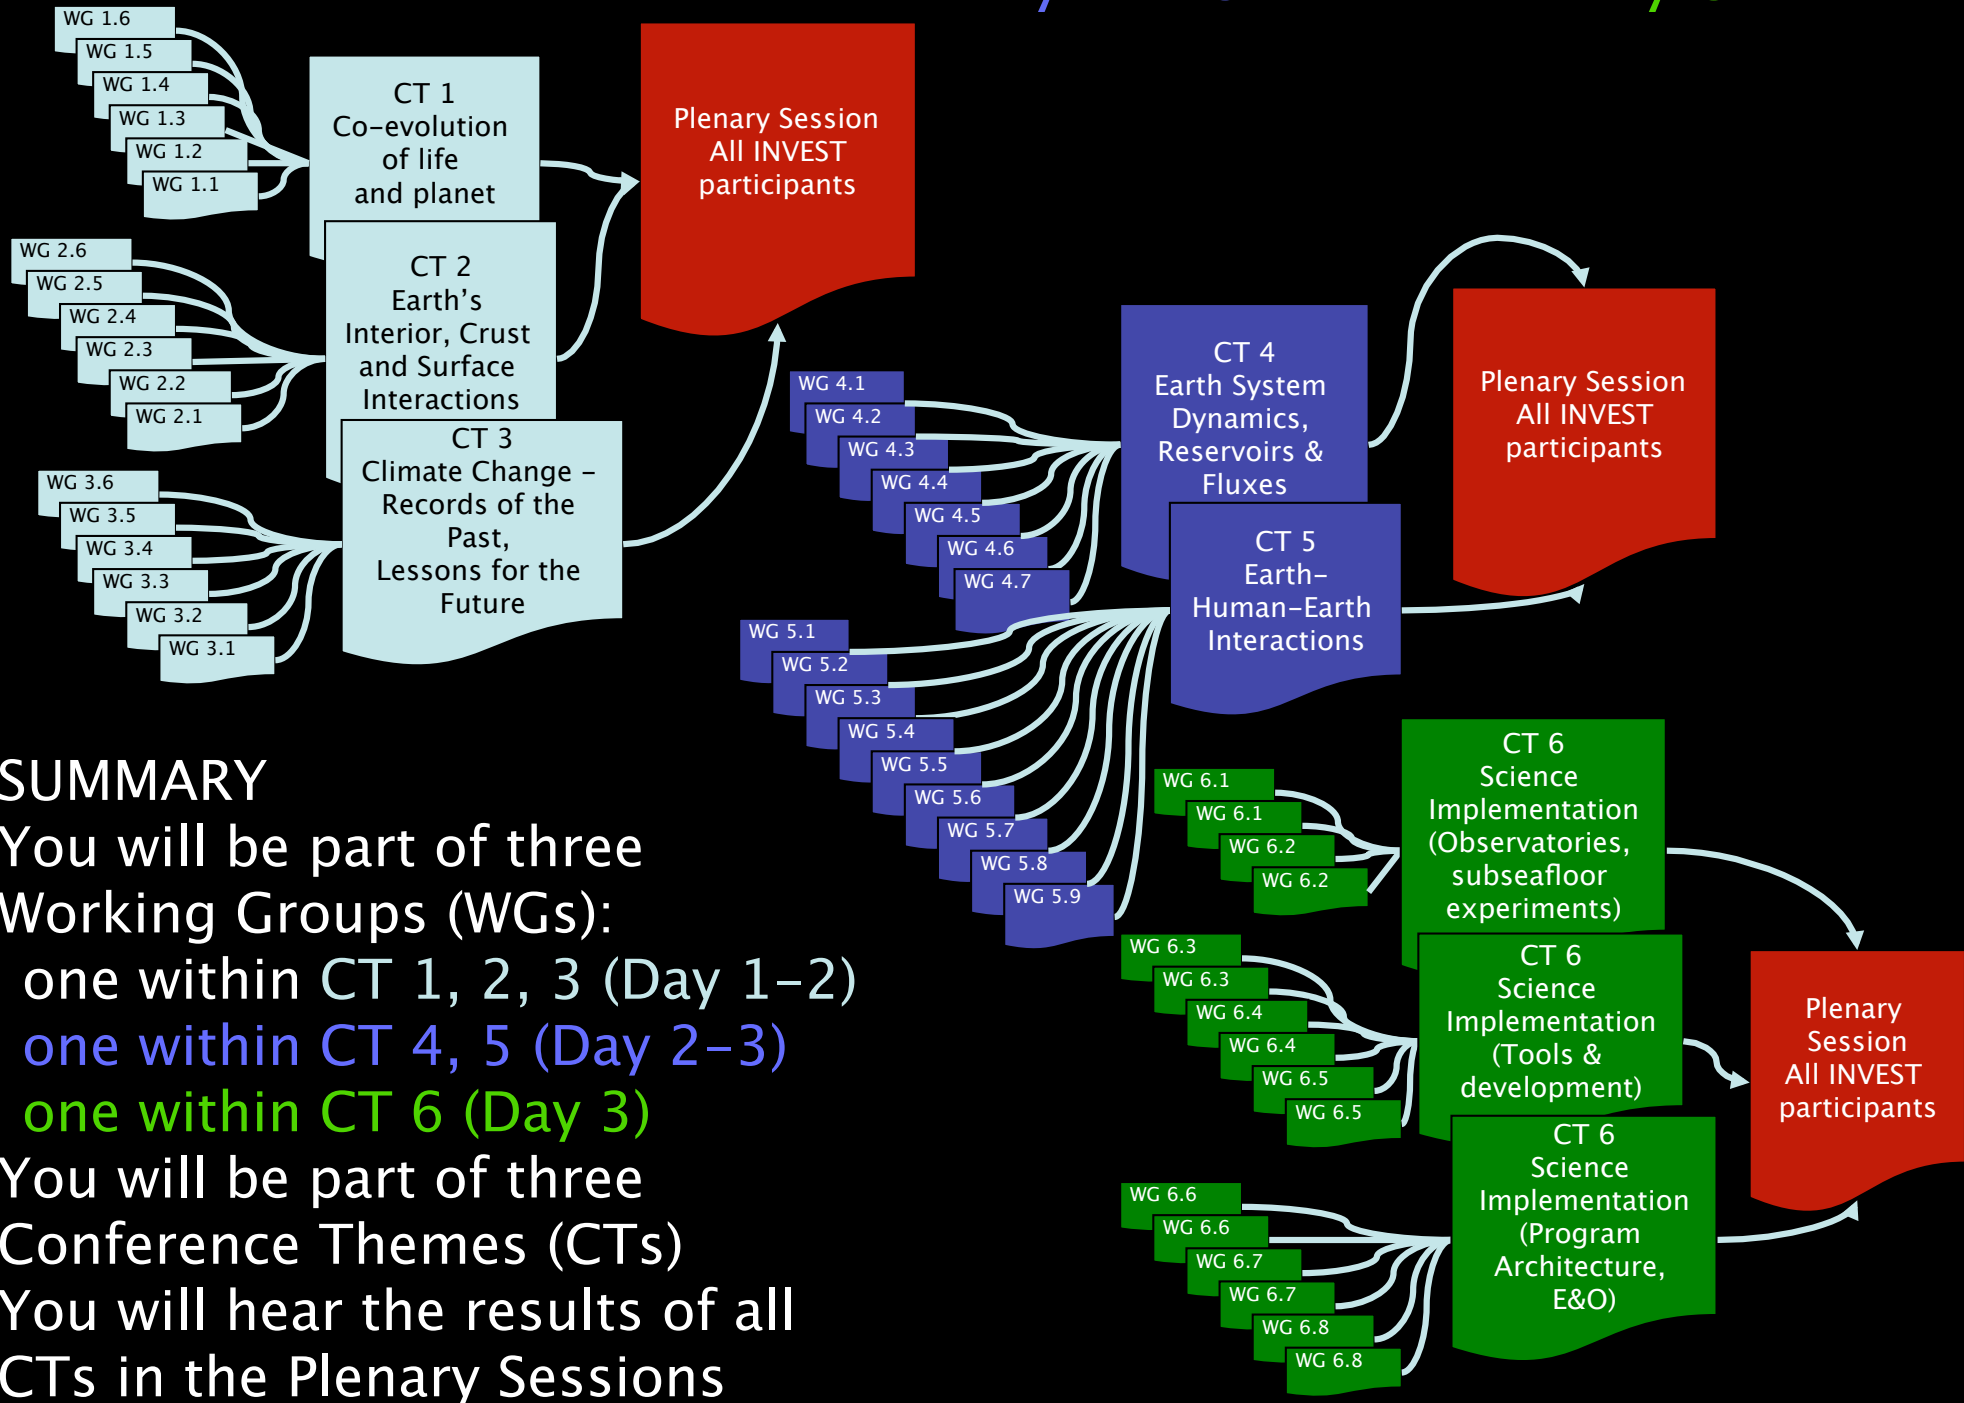 WG 1.6
WG 1.5
WG 1.4
WG 1.3
WG 1.2
WG 1.1
CT 1
Co-evolution
of life
and planet
Plenary Session
All INVEST
participants
WG 2.6
WG 2.5
WG 2.4
WG 2.3
WG 2.2
WG 2.1
CT 2
Earth's
Interior, Crust
and Surface
Interactions
WG 3.6
WG 3.5
WG 3.4
WG 3.3
WG 3.2
WG 3.1
CT 3
Climate Change –
Records of the
Past,
Lessons for the
Future
WG 4.1
WG 4.2
WG 4.3
WG 4.4
WG 4.5
WG 4.6
WG 4.7
CT 4
Earth System
Dynamics,
Reservoirs &
Fluxes
Plenary Session
All INVEST
participants
WG 5.1
WG 5.2
WG 5.3
WG 5.4
WG 5.5
WG 5.6
WG 5.7
WG 5.8
WG 5.9
CT 5
Earth–
Human–Earth
Interactions
WG 6.1
WG 6.1
WG 6.2
WG 6.2
CT 6
Science
Implementation
(Observatories,
subseafloor
experiments)
WG 6.3
WG 6.3
WG 6.4
WG 6.4
WG 6.5
WG 6.5
CT 6
Science
Implementation
(Tools &
development)
Plenary
Session
All INVEST
participants
WG 6.6
WG 6.6
WG 6.7
WG 6.7
WG 6.8
WG 6.8
CT 6
Science
Implementation
(Program
Architecture,
E&O)
SUMMARY
You will be part of three
Working Groups (WGs):
one within CT 1, 2, 3 (Day 1–2)
one within CT 4, 5 (Day 2–3)
one within CT 6 (Day 3)
You will be part of three
Conference Themes (CTs)
You will hear the results of all
CTs in the Plenary Sessions